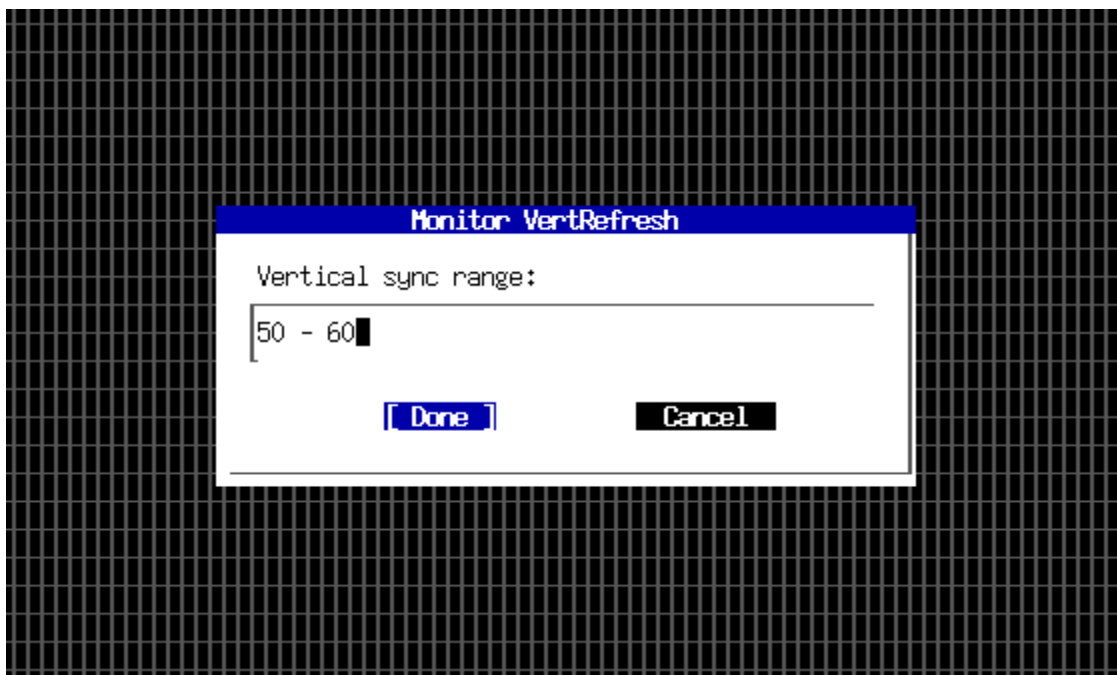 Monitor VertRefresh
Vertical sync range:
50 - 60
[ Done ]
Cancel